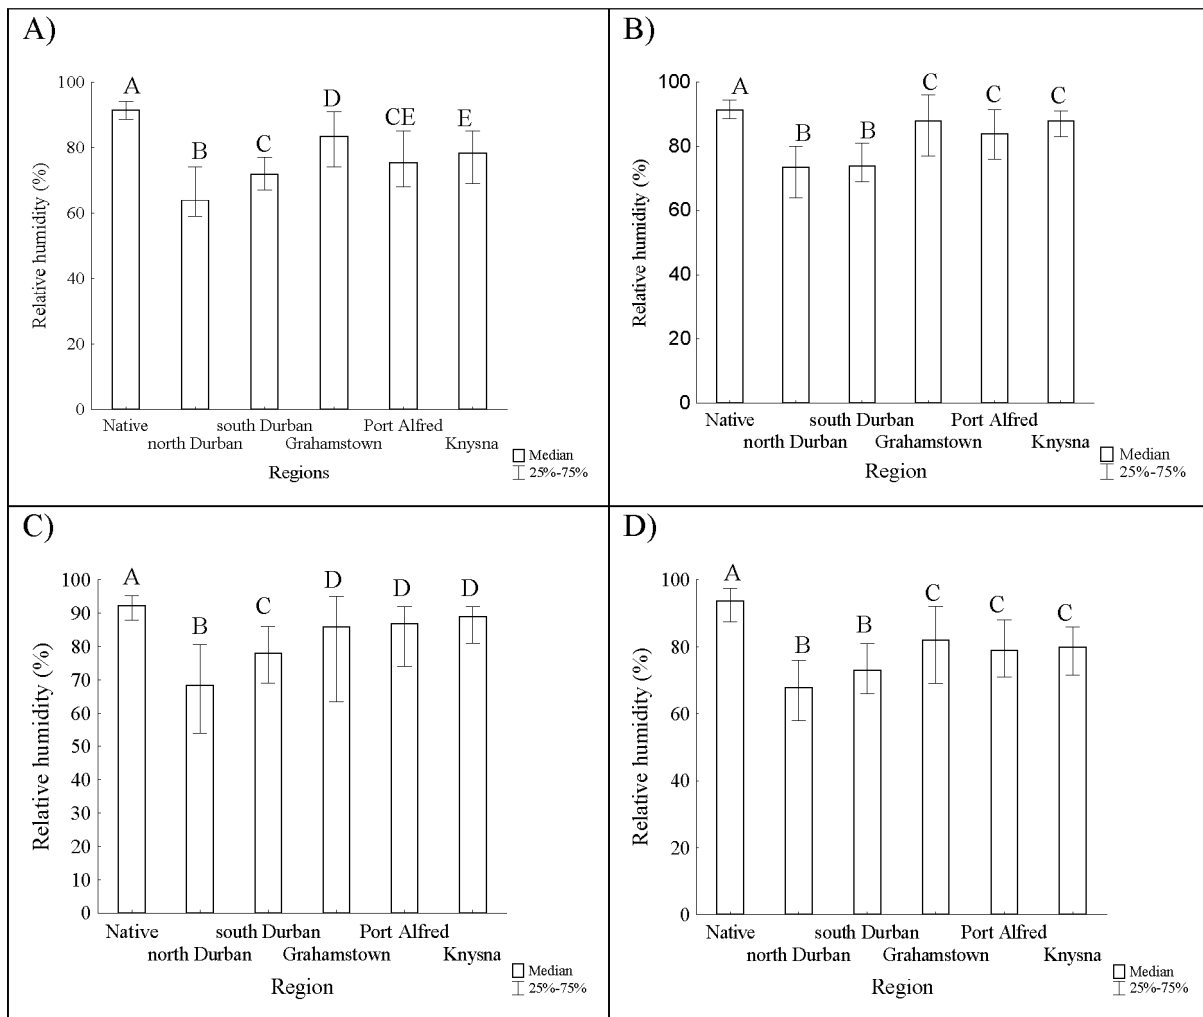 A)
Relative humidity (%)
100
80
60
40
20
0
A
B
C
D
CE
E
Native
south Durban
Port Alfred
north Durban
Grahamstown
Knysna
Regions
Median
25%-75%
B)
Relative humidity (%)
100
80
60
40
20
0
A
B
B
C
C
C
Native
south Durban
Port Alfred
north Durban
Grahamstown
Knysna
Region
Median
25%-75%
C)
Relative humidity (%)
100
90
80
70
60
50
40
30
20
10
0
A
B
C
D
D
D
Native
south Durban
Port Alfred
north Durban
Grahamstown
Knysna
Region
Median
25%-75%
D)
Relative humidity (%)
100
80
60
40
20
0
A
B
B
C
C
C
Native
south Durban
Port Alfred
north Durban
Grahamstown
Knysna
Region
Median
25%-75%